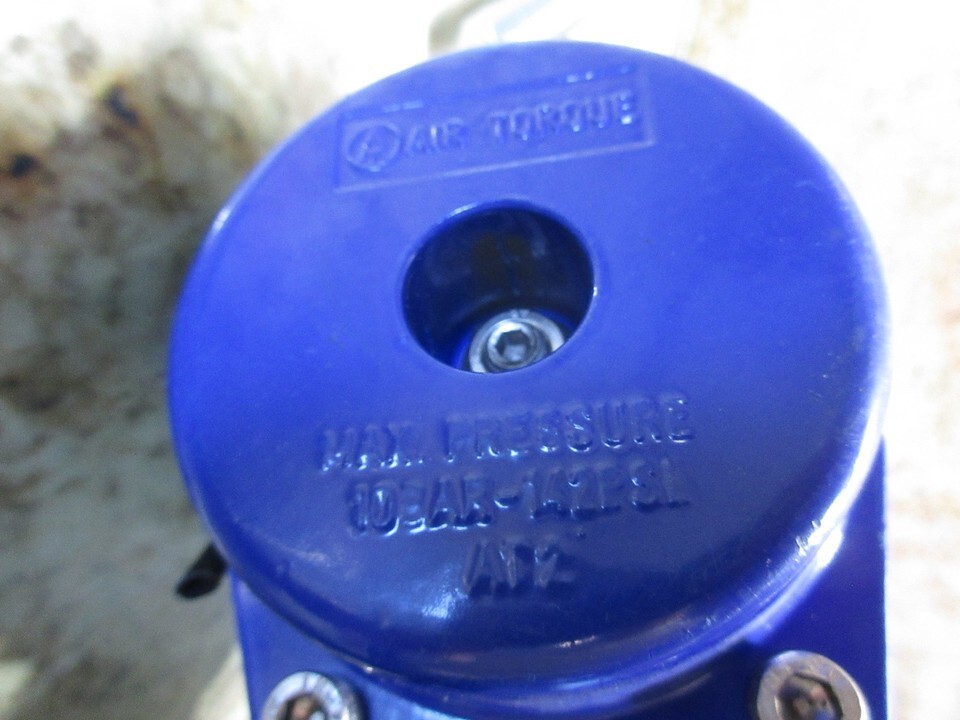 AIR TORQUE
MAX. PRESSURE
10BAR-142PSI